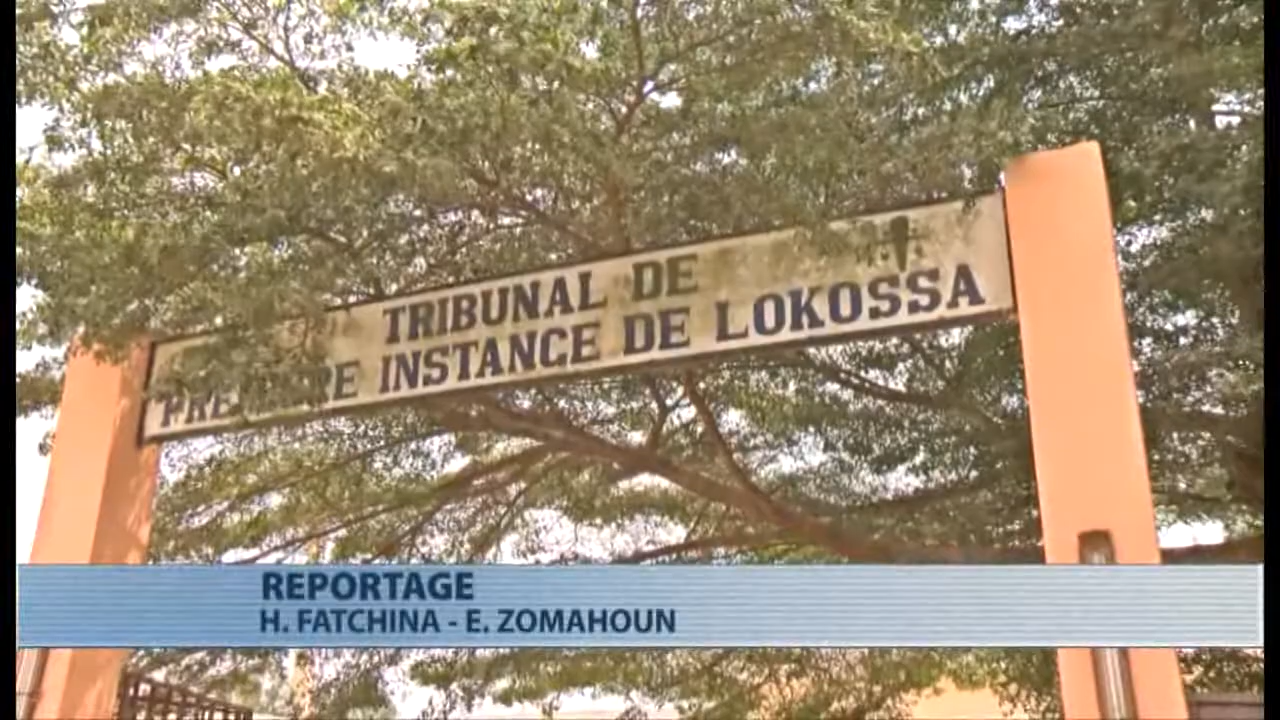 TRIBUNAL DE
INSTANCE DE LOKOSSA
REPORTAGE
H. FATCHINA - E. ZOMAHOUN